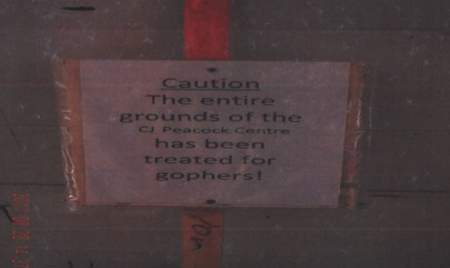 Caution
The entire
grounds of the
CJ Peacock Centre
has been
treated for
gophers!